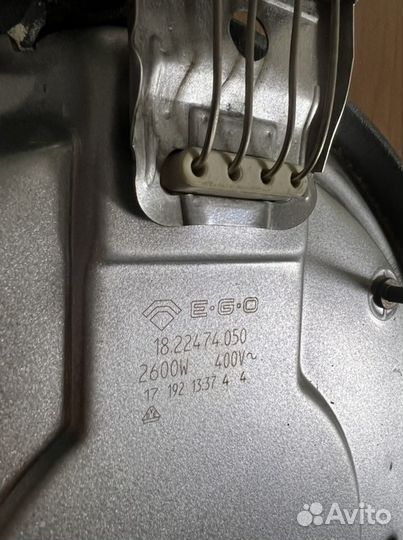 E·G·O
18.22474.050
2600W 400V~
17 192 1337 4 4
Avito